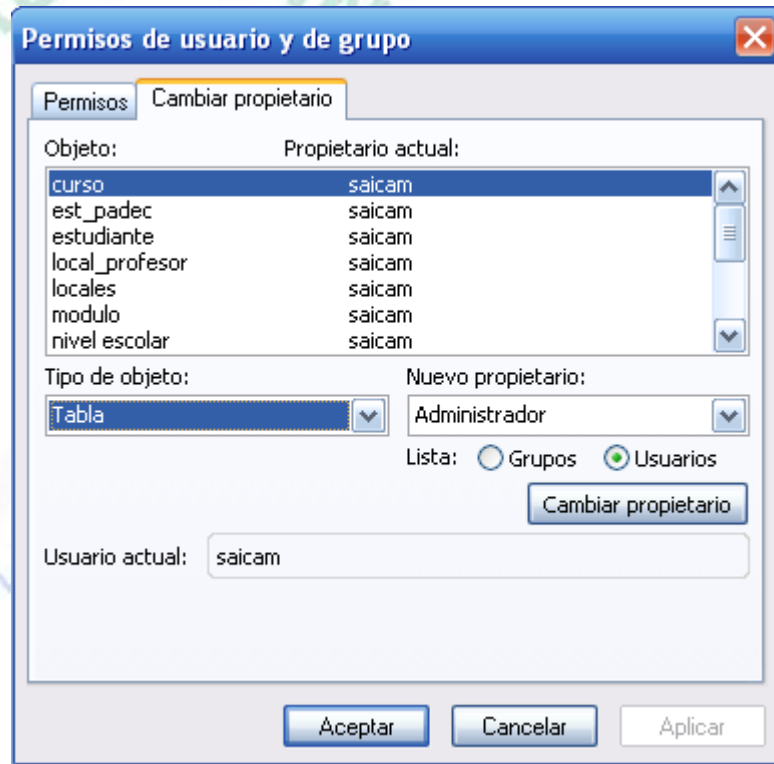 Permisos de usuario y de grupo
Permisos Cambiar propietario
Objeto: Propietario actual:
curso saicam
est_padec saicam
estudiante saicam
local_profesor saicam
locales saicam
modulo saicam
nivel escolar saicam
Tipo de objeto: Nuevo propietario:
Tabla Administrador
Lista: Grupos Usuarios
Cambiar propietario
Usuario actual: saicam
Aceptar Cancelar Aplicar